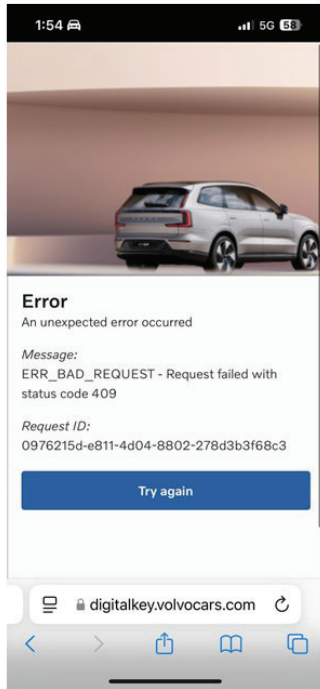 1:54
5G 58
Error
An unexpected error occurred
Message:
ERR_BAD_REQUEST - Request failed with
status code 409
Request ID:
0976215d-e811-4d04-8802-278d3b3f68c3
Try again
digitalkey.volvocars.com